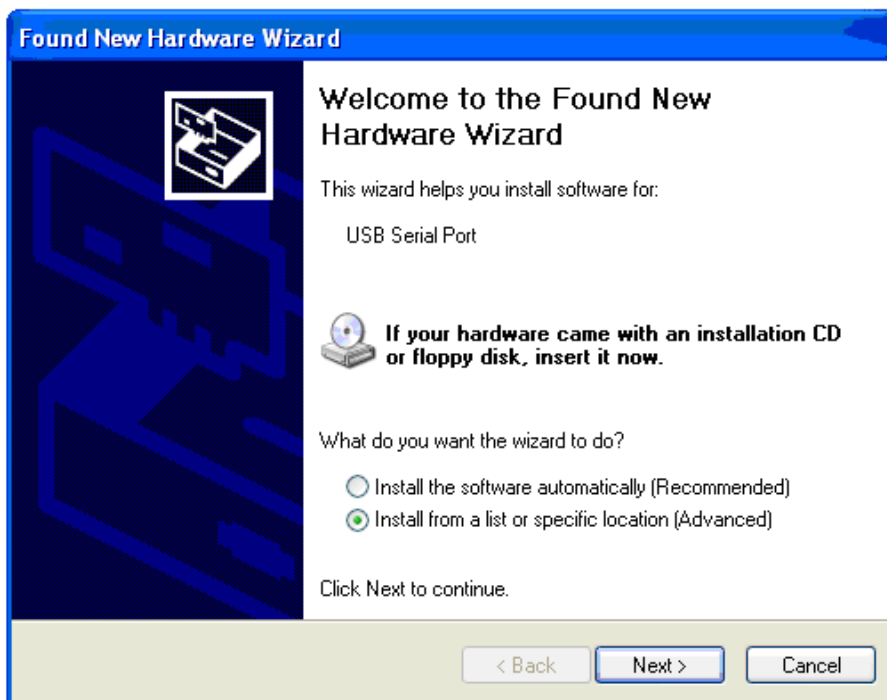 Found New Hardware Wizard
Welcome to the Found New
Hardware Wizard
This wizard helps you install software for:
USB Serial Port
If your hardware came with an installation CD
or floppy disk, insert it now.
What do you want the wizard to do?
Install the software automatically (Recommended)
Install from a list or specific location (Advanced)
Click Next to continue.
< Back
Next >
Cancel